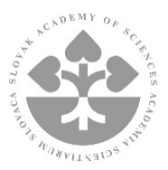 SLOVAK ACADEMY OF SCIENCES
ACADEMIA SCIENTIARUM SLOVACA